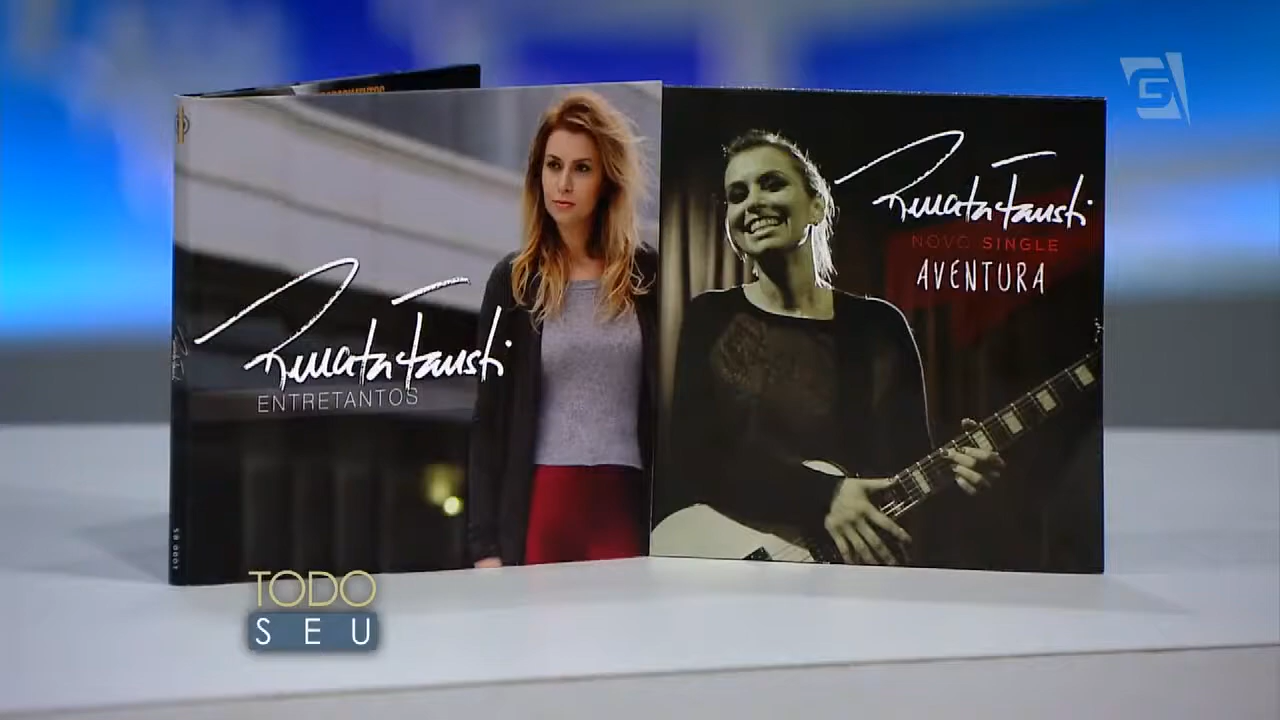 Renata Fausti
ENTRETANTOS
Renata Fausti
NOVO SINGLE
AVENTURA
TODO
SEU